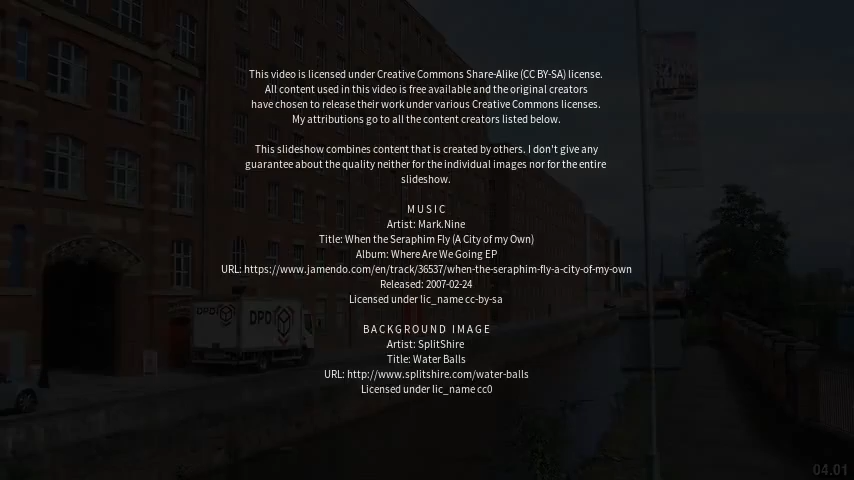 This video is licensed under Creative Commons Share-Alike (CC BY-SA) license.
All content used in this video is free available and the original creators
have chosen to release their work under various Creative Commons licenses.
My attributions go to all the content creators listed below.
This slideshow combines content that is created by others. I don't give any
guarantee about the quality neither for the individual images nor for the entire
slideshow.
MUSIC
Artist: Mark.Nine
Title: When the Seraphim Fly (A City of my Own)
Album: Where Are We Going EP
URL: https://www.jamendo.com/en/track/36537/when-the-seraphim-fly-a-city-of-my-own
Released: 2007-02-24
Licensed under lic_name cc-by-sa
DPD
DPD
BACKGROUND IMAGE
Artist: SplitShire
Title: Water Balls
URL: http://www.splitshire.com/water-balls
Licensed under lic_name cc0
04.01